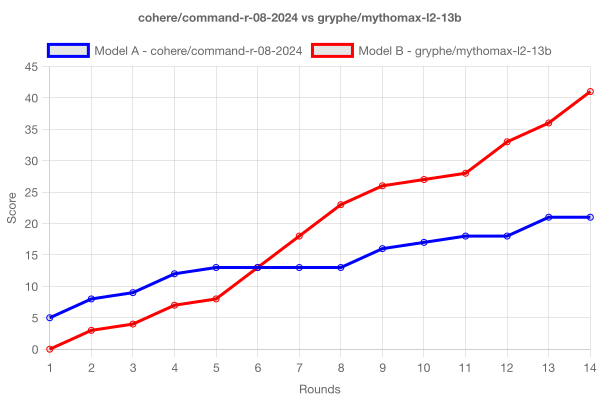 cohere/command-r-08-2024 vs gryphe/mythomax-l2-13b
Model A - cohere/command-r-08-2024 Model B - gryphe/mythomax-l2-13b
45
40
35
30
25
20
15
10
5
0
Score
1 2 3 4 5 6 7 8 9 10 11 12 13 14
Rounds